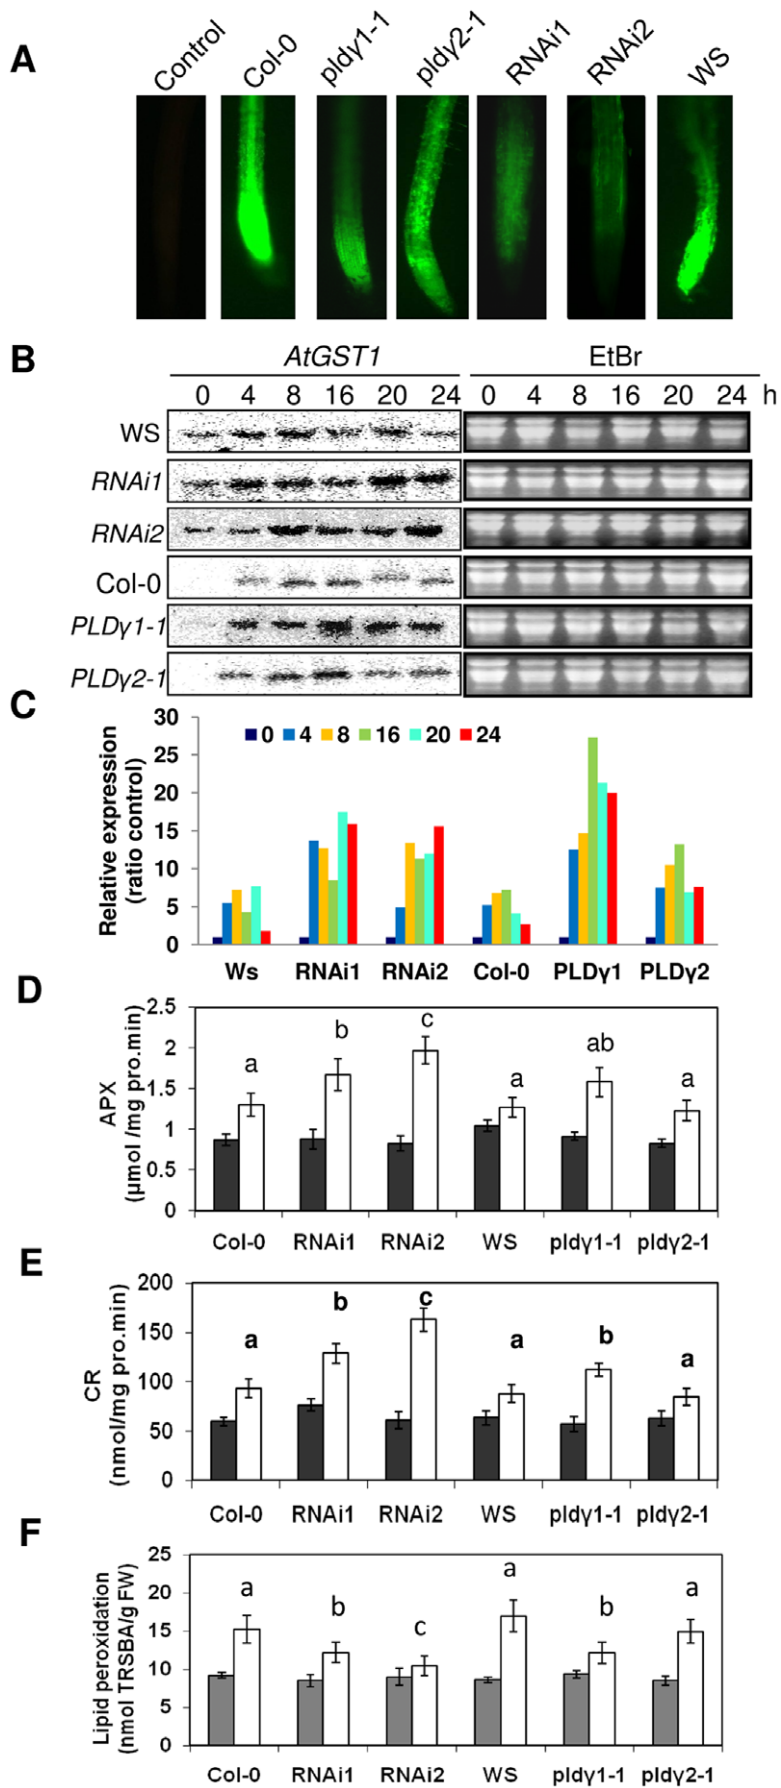 A
Control Col-0 pldγ1-1 pldγ2-1 RNAi1 RNAi2 WS
B
AtGST1 EtBr
0 4 8 16 20 24 0 4 8 16 20 24 h
WS
RNAi1
RNAi2
Col-0
PLDγ1-1
PLDγ2-1
C
Relative expression
(ratio control)
30
25
20
15
10
5
0
0 4 8 16 20 24
Ws RNAi1 RNAi2 Col-0 PLDγ1 PLDγ2
D
APX
(μmol /mg pro.min)
2.5
2
1.5
1
0.5
0
a b c a ab a
Col-0 RNAi1 RNAi2 WS pldγ1-1 pldγ2-1
E
CR
(nmol/mg pro.min)
200
150
100
50
0
a b c a b a
Col-0 RNAi1 RNAi2 WS pldγ1-1 pldγ2-1
F
Lipid peroxidation
(nmol TRSBA/g FW)
25
20
15
10
5
0
a b c a b a
Col-0 RNAi1 RNAi2 WS pldγ1-1 pldγ2-1